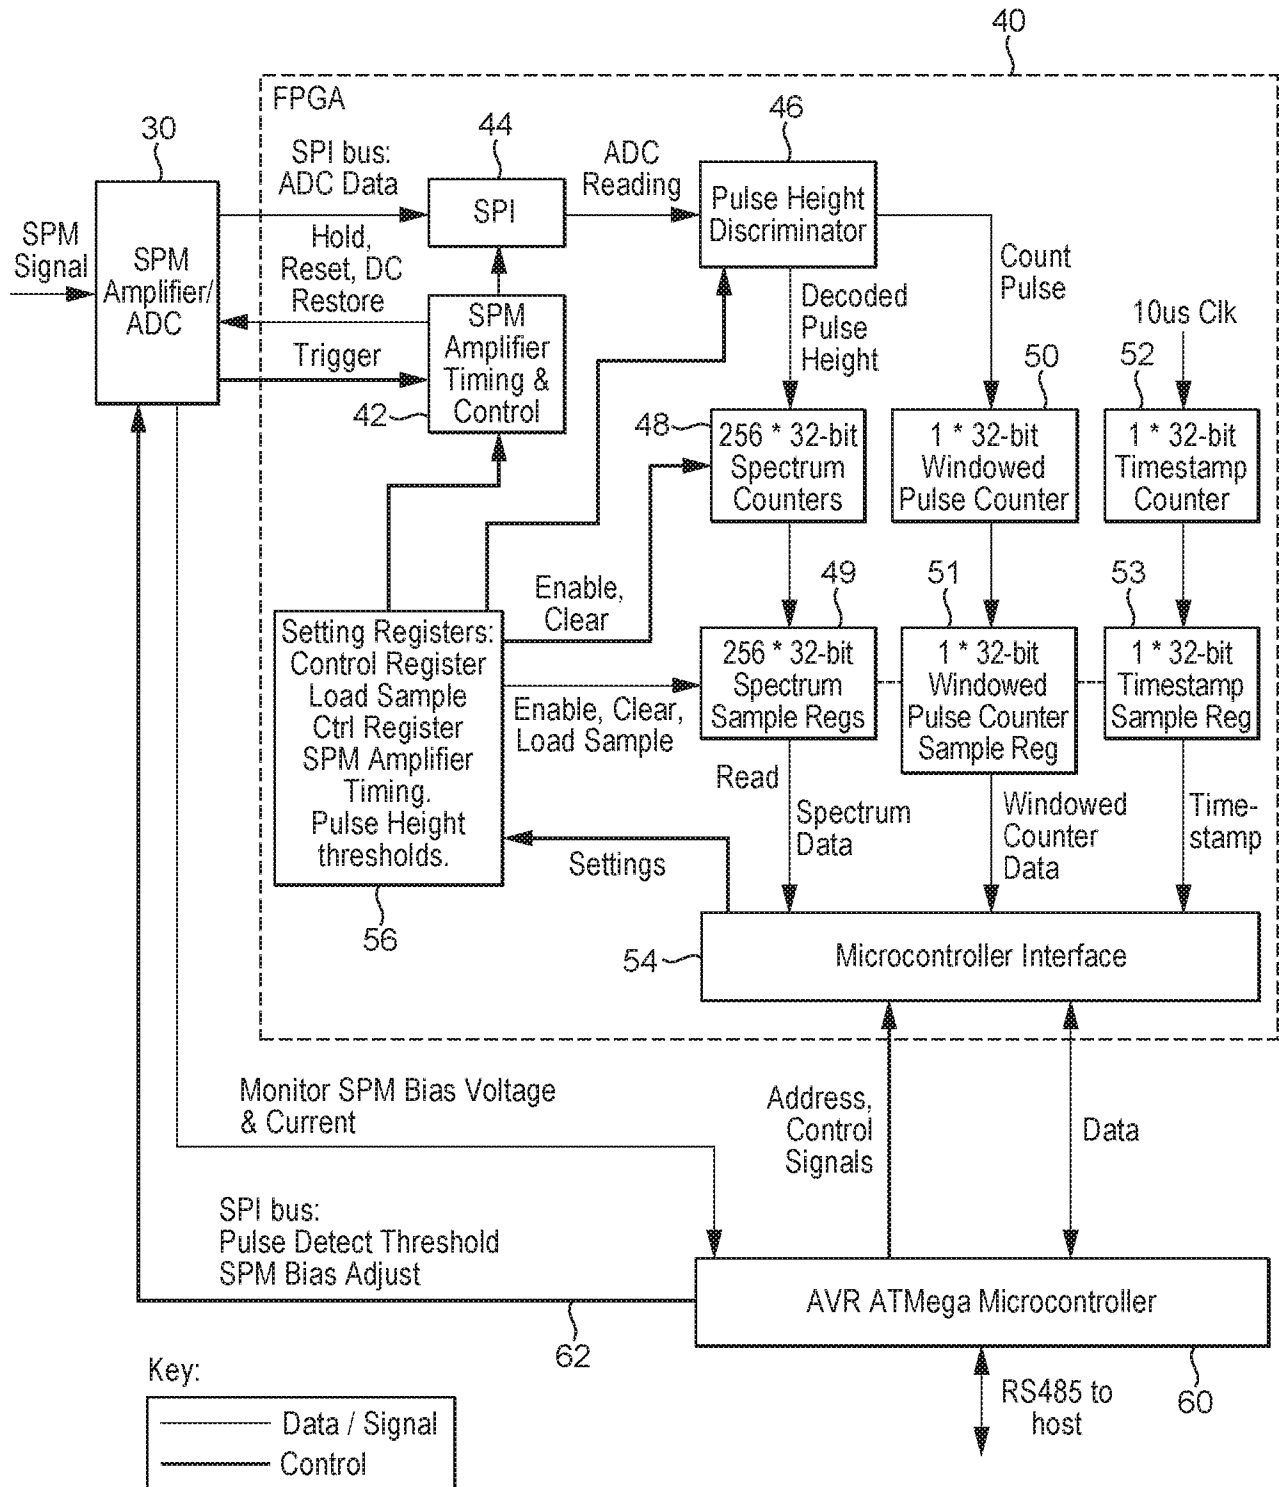 40
FPGA
30
44
46
SPI bus:
ADC Data
ADC
Reading
SPM
Signal
SPM
Amplifier/
ADC
SPI
Pulse Height
Discriminator
Hold,
Reset, DC
Restore
Trigger
SPM
Amplifier
Timing &
Control
42
Decoded
Pulse
Height
Count
Pulse
10us Clk
48
50
52
256 * 32-bit
Spectrum
Counters
1 * 32-bit
Windowed
Pulse Counter
1 * 32-bit
Timestamp
Counter
Enable,
Clear
49
51
53
Setting Registers:
Control Register
Load Sample
Ctrl Register
SPM Amplifier
Timing.
Pulse Height
thresholds.
56
Enable, Clear,
Load Sample
256 * 32-bit
Spectrum
Sample Regs
1 * 32-bit
Windowed
Pulse Counter
Sample Reg
1 * 32-bit
Timestamp
Sample Reg
Read
Spectrum
Data
Windowed
Counter
Data
Time-
stamp
Settings
54
Microcontroller Interface
Monitor SPM Bias Voltage
& Current
Address,
Control
Signals
Data
SPI bus:
Pulse Detect Threshold
SPM Bias Adjust
62
AVR ATMega Microcontroller
60
RS485 to
host
Key:
Data / Signal
Control